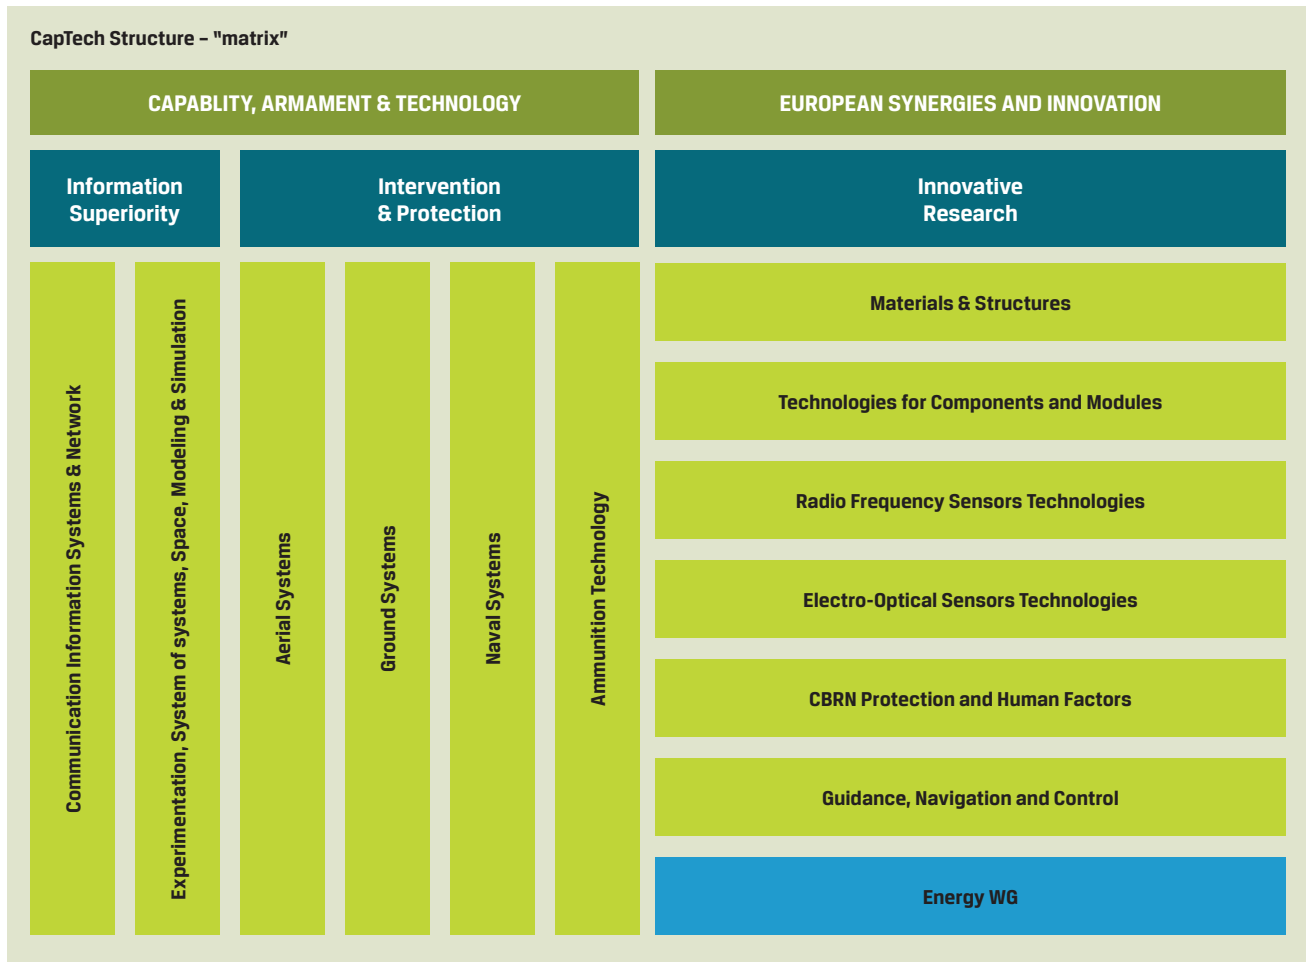 CapTech Structure – "matrix"
CAPABLITY, ARMAMENT & TECHNOLOGY
EUROPEAN SYNERGIES AND INNOVATION
Information
Superiority
Intervention
& Protection
Innovative
Research
Communication Information Systems & Network
Experimentation, System of systems, Space, Modeling & Simulation
Aerial Systems
Ground Systems
Naval Systems
Ammunition Technology
Materials & Structures
Technologies for Components and Modules
Radio Frequency Sensors Technologies
Electro-Optical Sensors Technologies
CBRN Protection and Human Factors
Guidance, Navigation and Control
Energy WG